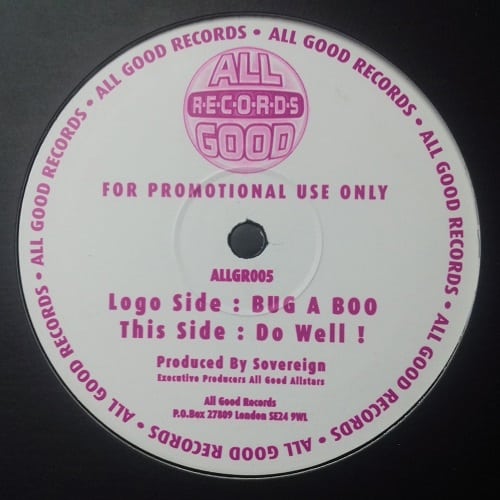 ALL GOOD RECORDS • ALL GOOD RECORDS • ALL GOOD RECORDS • ALL GOOD RECORDS • ALL GOOD RECORDS • ALL GOOD RECORDS • ALL GOOD RECORDS •
ALL
R·E·C·O·R·D·S
GOOD
FOR PROMOTIONAL USE ONLY
ALLGR005
Logo Side : BUG A BOO
This Side : Do Well !
Produced By Sovereign
Executive Producers All Good Allstars
All Good Records
P.O.Box 27809 London SE24 9WL